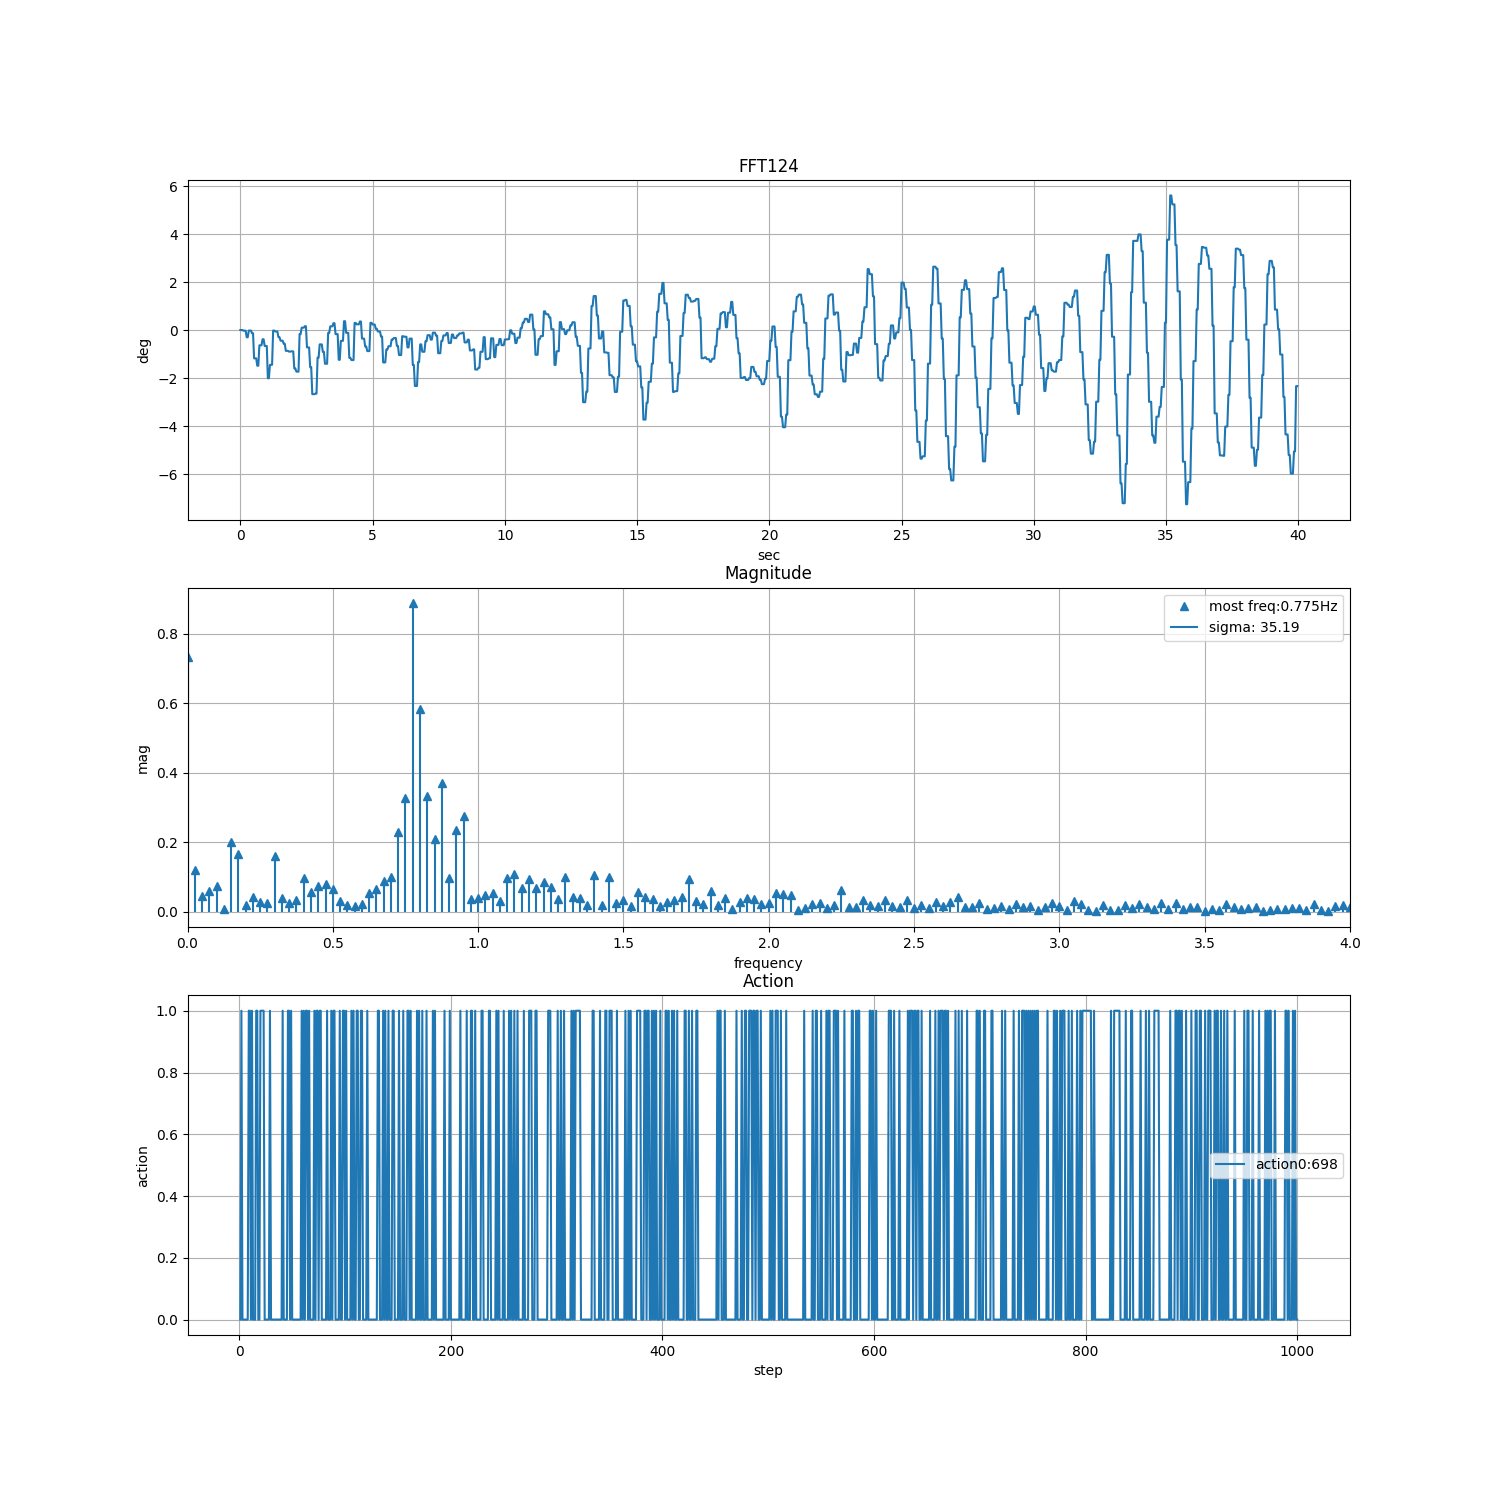 FFT124
6
4
2
0
−2
−4
−6
deg
0 5 10 15 20 25 30 35 40
sec
Magnitude
most freq:0.775Hz
sigma: 35.19
0.8
0.6
0.4
0.2
0.0
mag
0.0 0.5 1.0 1.5 2.0 2.5 3.0 3.5 4.0
frequency
Action
1.0
0.8
0.6
0.4
0.2
0.0
action
action0:698
0 200 400 600 800 1000
step